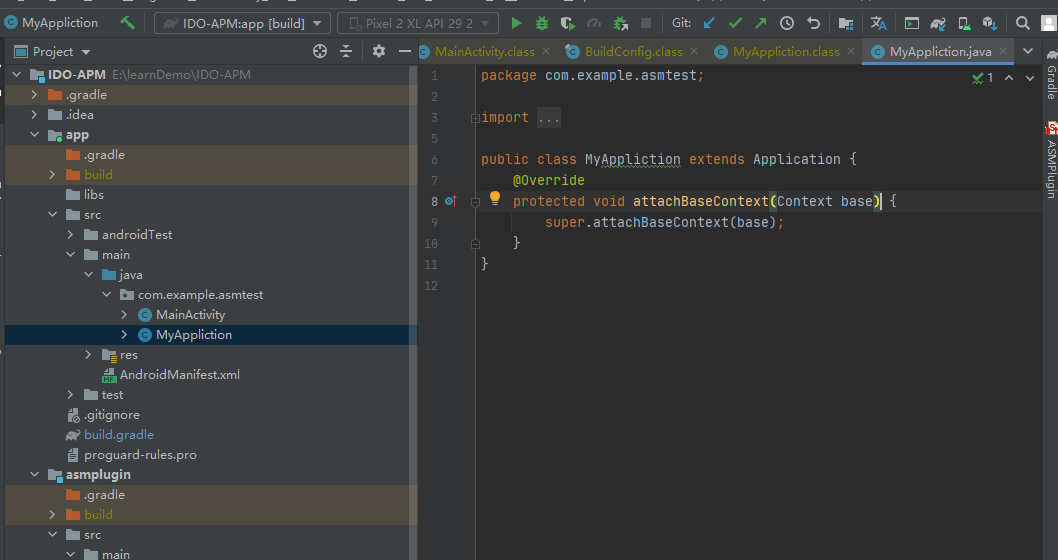 MyAppliction
IDO-APM:app [build]
Pixel 2 XL API 29 2
Git:
Project
MainActivity.class
BuildConfig.class
MyAppliction.class
MyAppliction.java
IDO-APM E:\learnDemo\IDO-APM
.gradle
.idea
app
.gradle
build
libs
src
androidTest
main
java
com.example.asmtest
MainActivity
MyAppliction
res
AndroidManifest.xml
test
.gitignore
build.gradle
proguard-rules.pro
asmplugin
.gradle
build
src
main
1 package com.example.asmtest;
2
3 import ...
5
6 public class MyAppliction extends Application {
7 @Override
8 protected void attachBaseContext(Context base) {
9 super.attachBaseContext(base);
10 }
11 }
12
1
Gradle
ASMPlugin